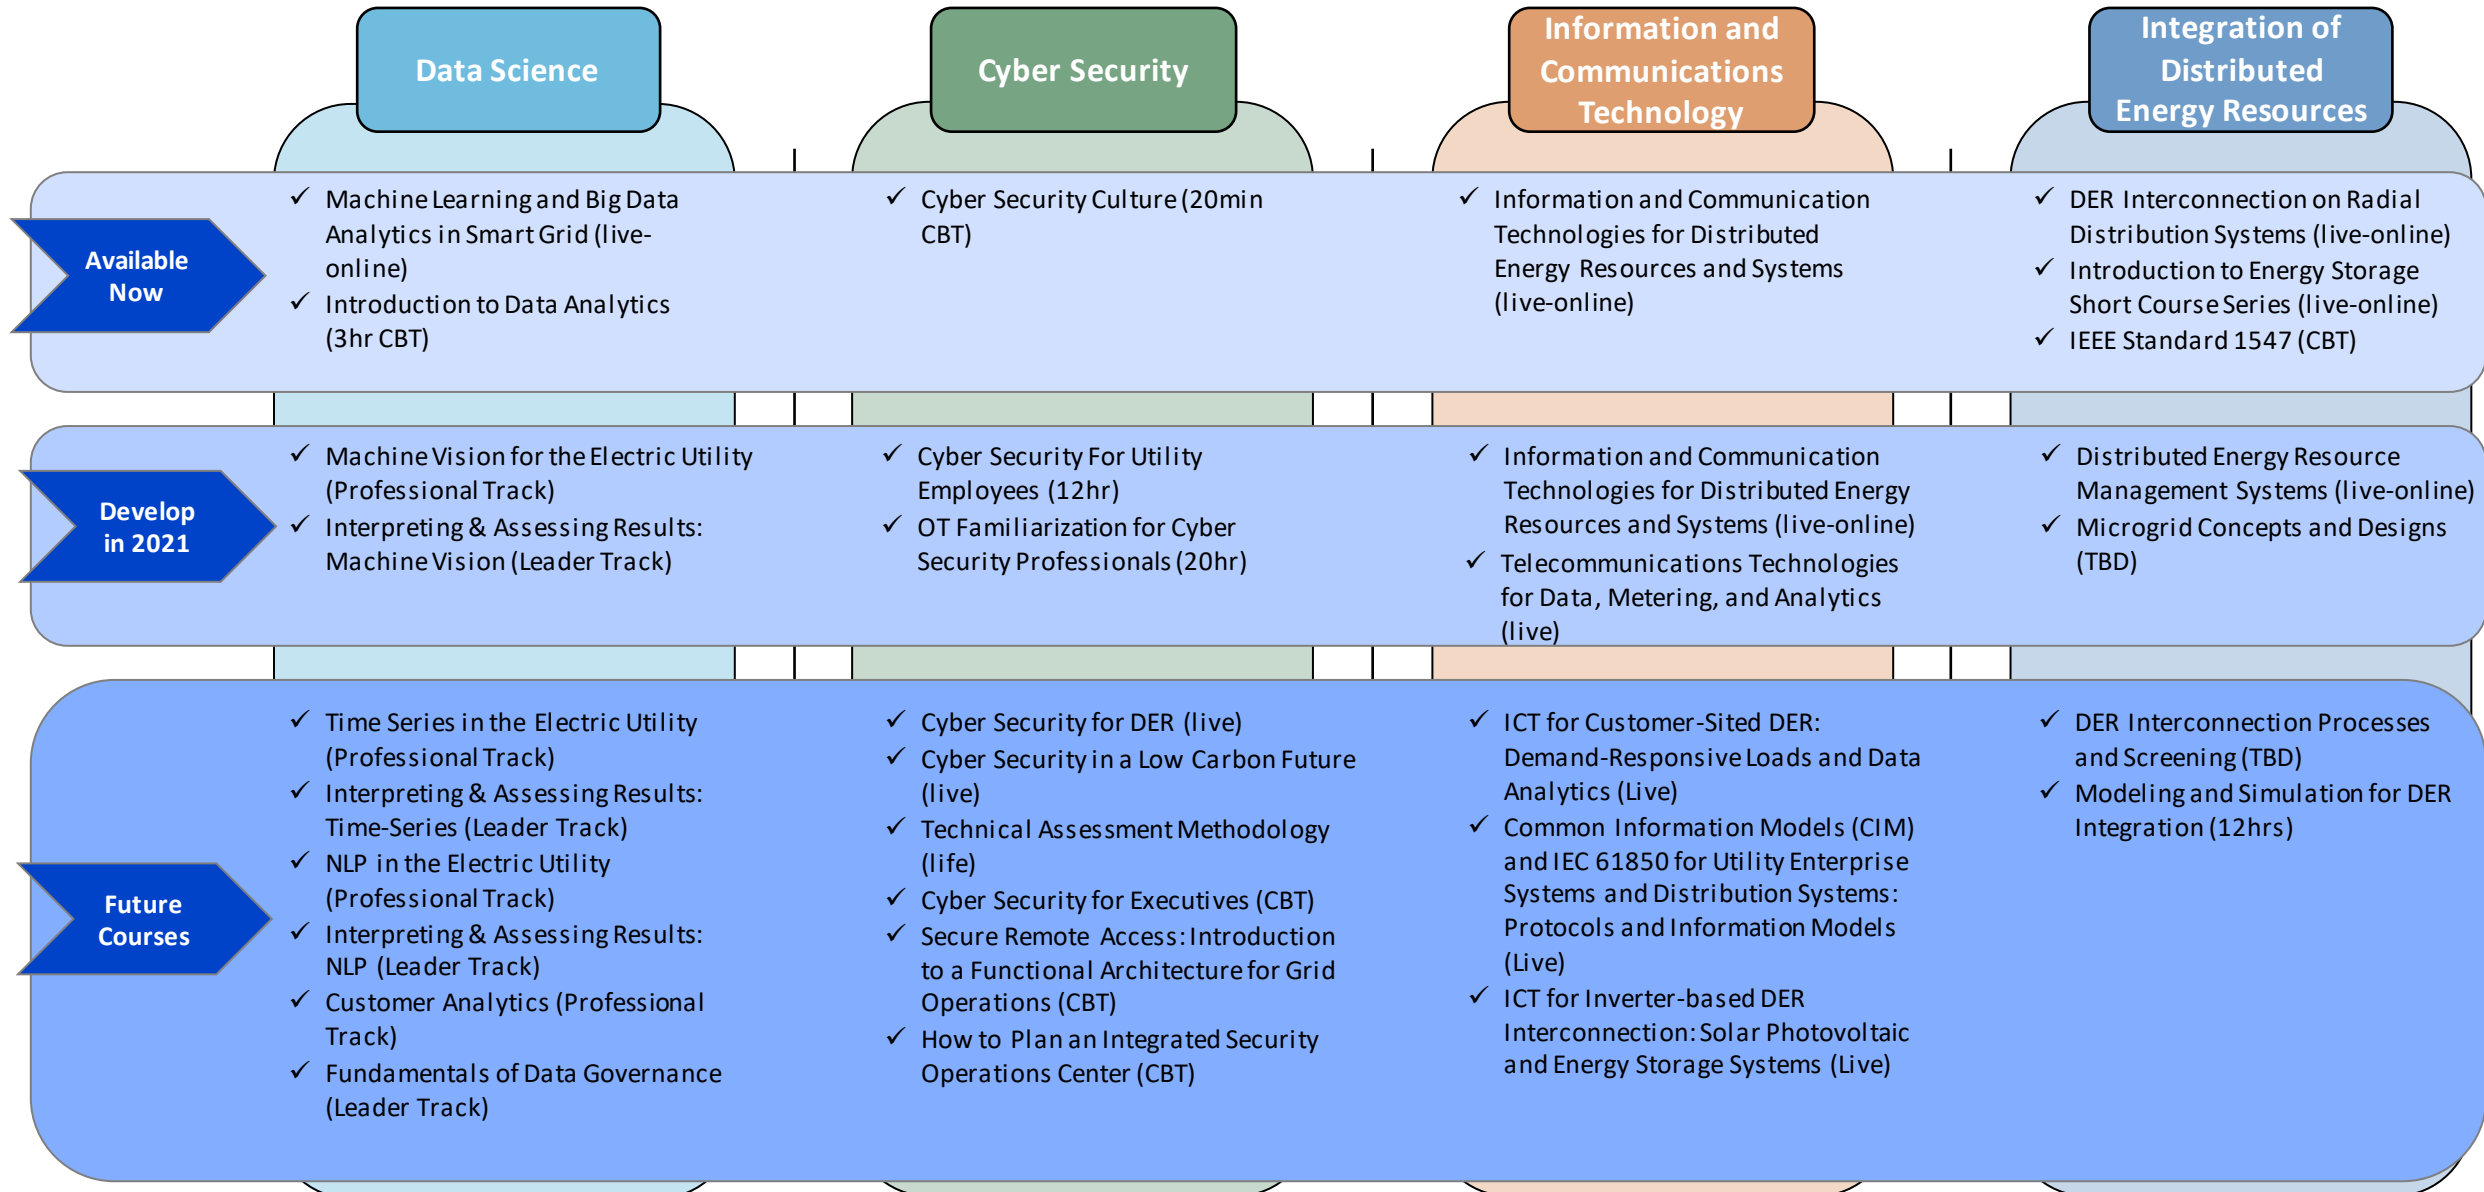 Data Science
Cyber Security
Information and
Communications
Technology
Integration of
Distributed
Energy Resources
Available
Now
✓ Machine Learning and Big Data
Analytics in Smart Grid (live-
online)
✓ Introduction to Data Analytics
(3hr CBT)
✓ Cyber Security Culture (20min
CBT)
✓ Information and Communication
Technologies for Distributed
Energy Resources and Systems
(live-online)
✓ DER Interconnection on Radial
Distribution Systems (live-online)
✓ Introduction to Energy Storage
Short Course Series (live-online)
✓ IEEE Standard 1547 (CBT)
Develop
in 2021
✓ Machine Vision for the Electric Utility
(Professional Track)
✓ Interpreting & Assessing Results:
Machine Vision (Leader Track)
✓ Cyber Security For Utility
Employees (12hr)
✓ OT Familiarization for Cyber
Security Professionals (20hr)
✓ Information and Communication
Technologies for Distributed Energy
Resources and Systems (live-online)
✓ Telecommunications Technologies
for Data, Metering, and Analytics
(live)
✓ Distributed Energy Resource
Management Systems (live-online)
✓ Microgrid Concepts and Designs
(TBD)
Future
Courses
✓ Time Series in the Electric Utility
(Professional Track)
✓ Interpreting & Assessing Results:
Time-Series (Leader Track)
✓ NLP in the Electric Utility
(Professional Track)
✓ Interpreting & Assessing Results:
NLP (Leader Track)
✓ Customer Analytics (Professional
Track)
✓ Fundamentals of Data Governance
(Leader Track)
✓ Cyber Security for DER (live)
✓ Cyber Security in a Low Carbon Future
(live)
✓ Technical Assessment Methodology
(life)
✓ Cyber Security for Executives (CBT)
✓ Secure Remote Access: Introduction
to a Functional Architecture for Grid
Operations (CBT)
✓ How to Plan an Integrated Security
Operations Center (CBT)
✓ ICT for Customer-Sited DER:
Demand-Responsive Loads and Data
Analytics (Live)
✓ Common Information Models (CIM)
and IEC 61850 for Utility Enterprise
Systems and Distribution Systems:
Protocols and Information Models
(Live)
✓ ICT for Inverter-based DER
Interconnection: Solar Photovoltaic
and Energy Storage Systems (Live)
✓ DER Interconnection Processes
and Screening (TBD)
✓ Modeling and Simulation for DER
Integration (12hrs)